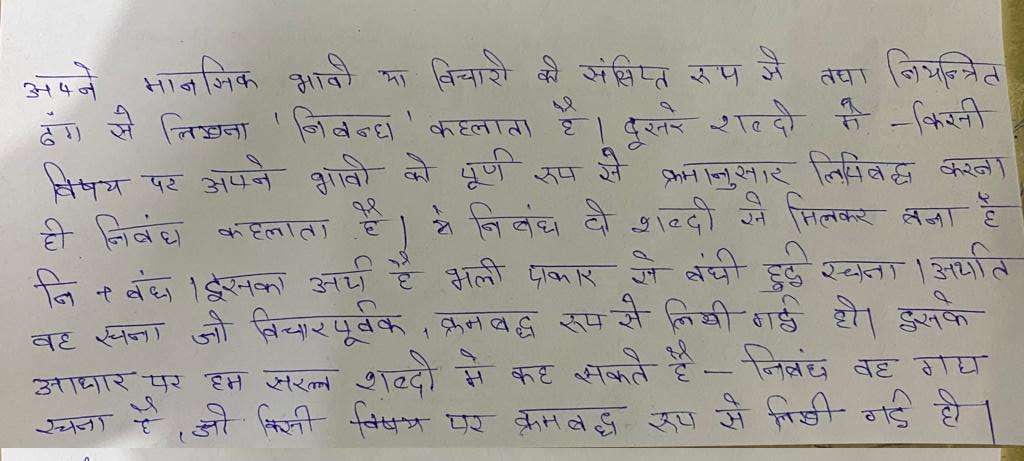 अपने मानसिक भावो या विचारो को संक्षिप्त रूप से तथा नियन्त्रित
ढंग से लिखना 'निबन्ध' कहलाता है। दूसरे शब्दो मे - किसी
विषय पर अपने भावो को पूर्ण रूप से क्रमानुसार लिपिबद्ध करना
ही निबंध कहलाता है। ये निबंध दो शब्दो से मिलकर बना है
नि + बंध। इसका अर्थ है भली प्रकार से बंधी हुई रचना। अर्थात
वह रचना जो विचारपूर्वक, क्रमबद्ध रूप से लिखी गई हो। इसके
आधार पर हम सरल शब्दो मे कह सकते है – निबंध वह गद्य
रचना है, जो किसी विषय पर क्रमबद्ध रूप से लिखी गई हो।